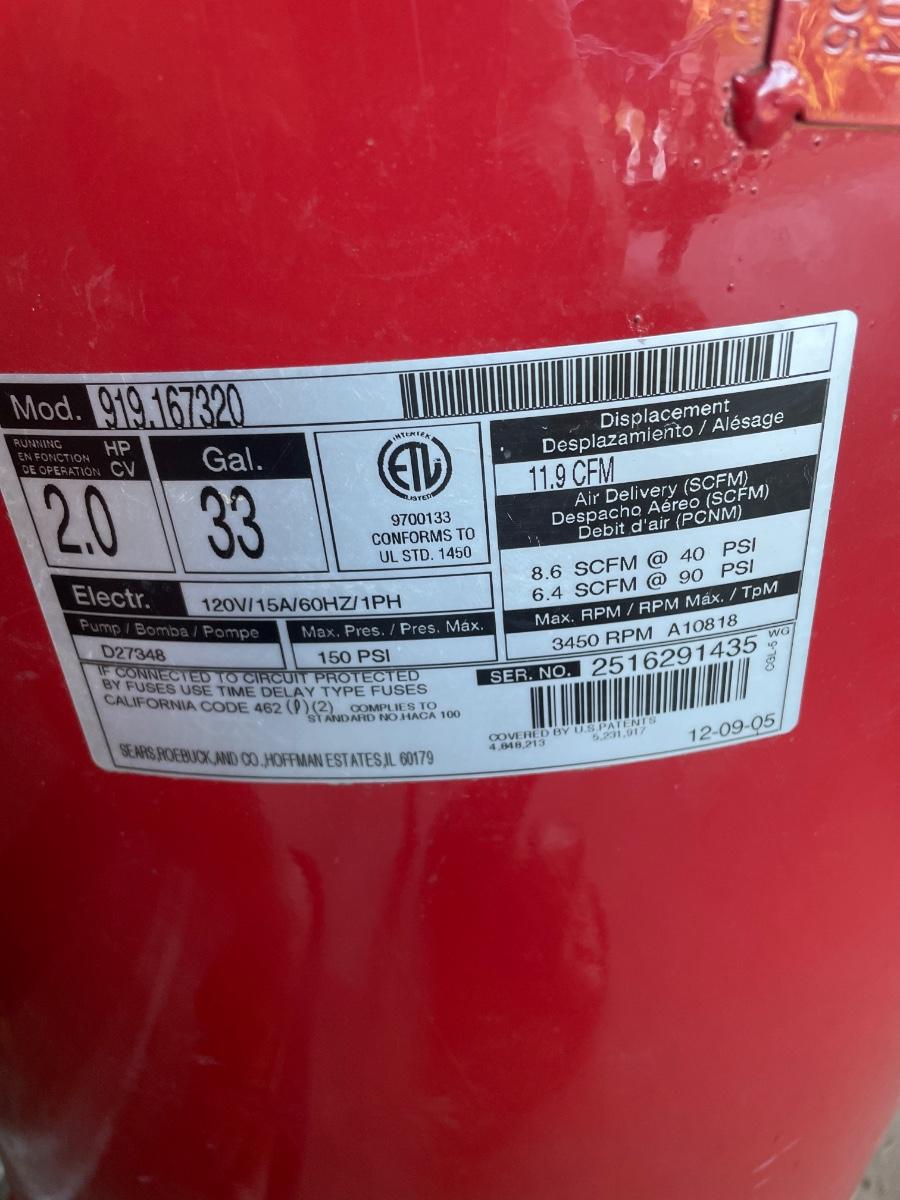 Mod. 919.167320
RUNNING
EN FONCTION
DE OPERATION
HP
CV
2.0
Gal.
33
INTERTEK
ETL
LISTED
9700133
CONFORMS TO
UL STD. 1450
Displacement
Desplazamiento / Alésage
11.9 CFM
Air Delivery (SCFM)
Despacho Aéreo (SCFM)
Debit d'air (PCNM)
8.6 SCFM @ 40 PSI
6.4 SCFM @ 90 PSI
Electr. 120V/15A/60HZ/1PH
Pump / Bomba / Pompe
D27348
Max. Pres. / Pres. Máx.
150 PSI
Max. RPM / RPM Máx. / TpM
3450 RPM A10818
IF CONNECTED TO CIRCUIT PROTECTED
BY FUSES USE TIME DELAY TYPE FUSES
CALIFORNIA CODE 462 (ℓ)(2) COMPLIES TO
STANDARD NO.HACA 100
SEARS,ROEBUCK,AND CO.,HOFFMAN ESTATES,IL 60179
SER. NO. 2516291435
WG
COVERED BY U.S.PATENTS
4,848,213 5,231,917
12-09-05